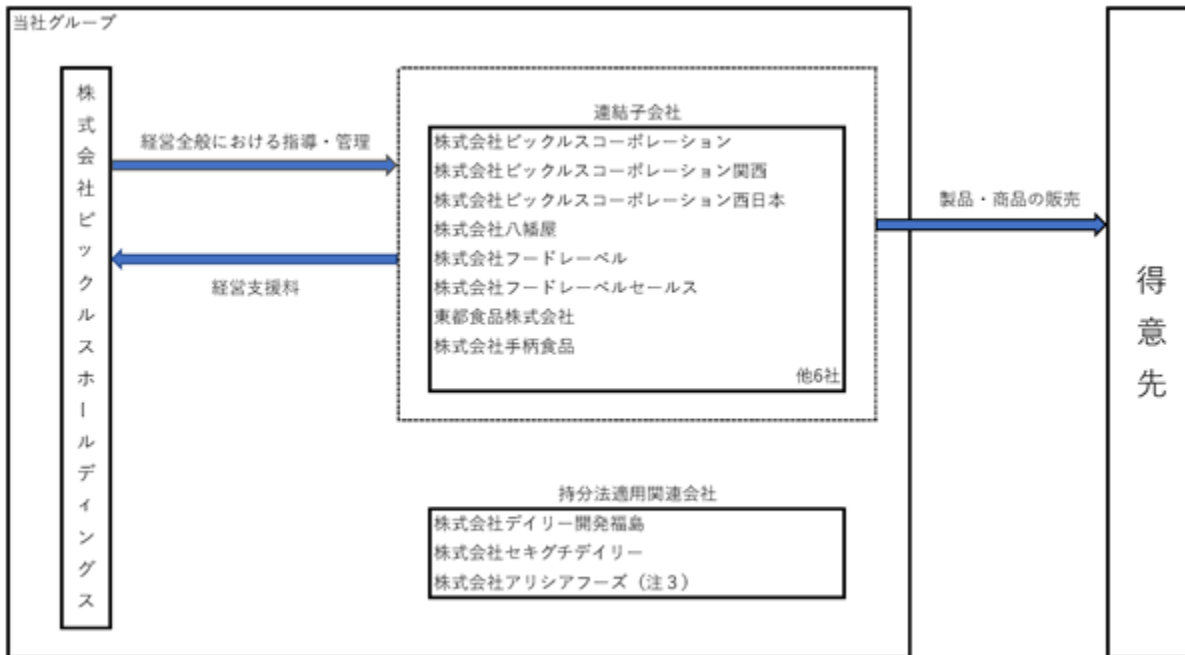 当社グループ
株式会社ピックルスホールディングス
経営全般における指導・管理
経営支援料
連結子会社
株式会社ピックルスコーポレーション
株式会社ピックルスコーポレーション関西
株式会社ピックルスコーポレーション西日本
株式会社八幡屋
株式会社フードレーベル
株式会社フードレーベルセールス
東都食品株式会社
株式会社手柄食品
他6社
持分法適用関連会社
株式会社デイリー開発福島
株式会社セキグチデイリー
株式会社アリシアフーズ（注３）
製品・商品の販売
得意先